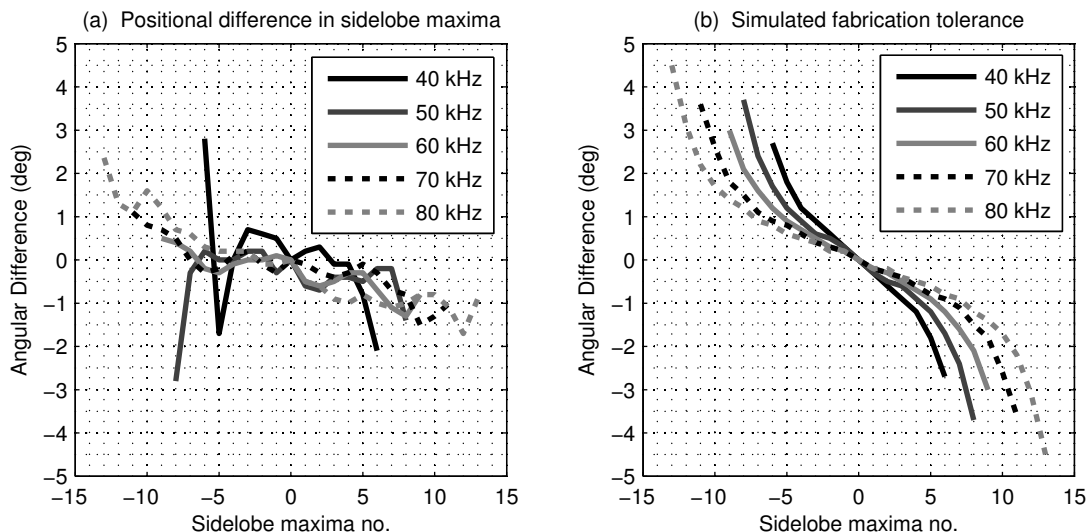 (a) Positional difference in sidelobe maxima
5
4
3
2
1
0
−1
−2
−3
−4
−5
−15 −10 −5 0 5 10 15
Angular Difference (deg)
Sidelobe maxima no.
40 kHz
50 kHz
60 kHz
70 kHz
80 kHz
(b) Simulated fabrication tolerance
5
4
3
2
1
0
−1
−2
−3
−4
−5
−15 −10 −5 0 5 10 15
Angular Difference (deg)
Sidelobe maxima no.
40 kHz
50 kHz
60 kHz
70 kHz
80 kHz